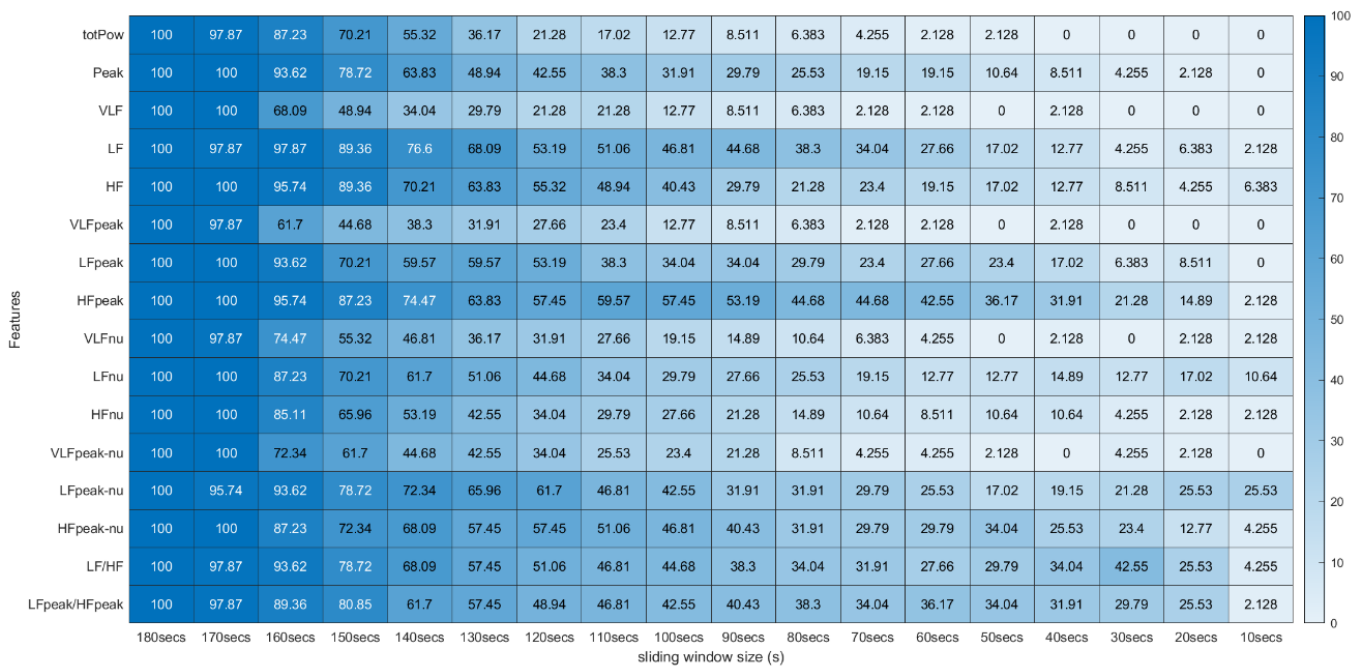 totPow 100 97.87 87.23 70.21 55.32 36.17 21.28 17.02 12.77 8.511 6.383 4.255 2.128 2.128 0 0 0 0
Peak 100 100 93.62 78.72 63.83 48.94 42.55 38.3 31.91 29.79 25.53 19.15 19.15 10.64 8.511 4.255 2.128 0
VLF 100 100 68.09 48.94 34.04 29.79 21.28 21.28 12.77 8.511 6.383 2.128 2.128 0 2.128 0 0 0
LF 100 97.87 97.87 89.36 76.6 68.09 53.19 51.06 46.81 44.68 38.3 34.04 27.66 17.02 12.77 4.255 6.383 2.128
HF 100 100 95.74 89.36 70.21 63.83 55.32 48.94 40.43 29.79 21.28 23.4 19.15 17.02 12.77 8.511 4.255 6.383
VLFpeak 100 97.87 61.7 44.68 38.3 31.91 27.66 23.4 12.77 8.511 6.383 2.128 2.128 0 2.128 0 0 0
LFpeak 100 100 93.62 70.21 59.57 59.57 53.19 38.3 34.04 34.04 29.79 23.4 27.66 23.4 17.02 6.383 8.511 0
HFpeak 100 100 95.74 87.23 74.47 63.83 57.45 59.57 57.45 53.19 44.68 44.68 42.55 36.17 31.91 21.28 14.89 2.128
VLFnu 100 97.87 74.47 55.32 46.81 36.17 31.91 27.66 19.15 14.89 10.64 6.383 4.255 0 2.128 0 2.128 2.128
LFnu 100 100 87.23 70.21 61.7 51.06 44.68 34.04 29.79 27.66 25.53 19.15 12.77 12.77 14.89 12.77 17.02 10.64
HFnu 100 100 85.11 65.96 53.19 42.55 34.04 29.79 27.66 21.28 14.89 10.64 8.511 10.64 10.64 4.255 2.128 2.128
VLFpeak-nu 100 100 72.34 61.7 44.68 42.55 34.04 25.53 23.4 21.28 8.511 4.255 4.255 2.128 0 4.255 2.128 0
LFpeak-nu 100 95.74 93.62 78.72 72.34 65.96 61.7 46.81 42.55 31.91 31.91 29.79 25.53 17.02 19.15 21.28 25.53 25.53
HFpeak-nu 100 100 87.23 72.34 68.09 57.45 57.45 51.06 46.81 40.43 31.91 29.79 29.79 34.04 25.53 23.4 12.77 4.255
LF/HF 100 97.87 93.62 78.72 68.09 57.45 51.06 46.81 44.68 38.3 34.04 31.91 27.66 29.79 34.04 42.55 25.53 4.255
LFpeak/HFpeak 100 97.87 89.36 80.85 61.7 57.45 48.94 46.81 42.55 40.43 38.3 34.04 36.17 34.04 31.91 29.79 25.53 2.128
180secs 170secs 160secs 150secs 140secs 130secs 120secs 110secs 100secs 90secs 80secs 70secs 60secs 50secs 40secs 30secs 20secs 10secs
sliding window size (s)
Features
100
90
80
70
60
50
40
30
20
10
0